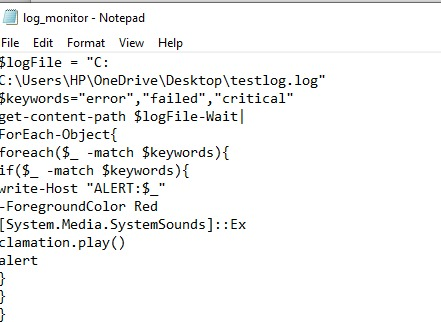 log_monitor - Notepad
File Edit Format View Help
$logFile = "C:
C:\Users\HP\OneDrive\Desktop\testlog.log"
$keywords="error","failed","critical"
get-content-path $logFile-Wait|
ForEach-Object{
foreach($_ -match $keywords){
if($_ -match $keywords){
write-Host "ALERT:$_"
-ForegroundColor Red
[System.Media.SystemSounds]::Ex
clamation.play()
alert
}
}
}